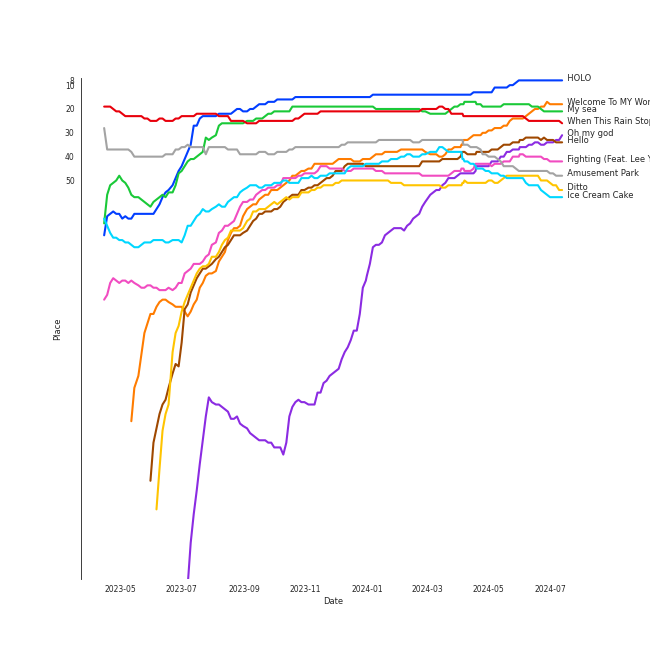 8
10
20
30
40
50
Place
HOLO
Welcome To MY Wor
My sea
When This Rain Stop
Oh my god
Hello
Fighting (Feat. Lee Y
Amusement Park
Ditto
Ice Cream Cake
2023-05
2023-07
2023-09
2023-11
2024-01
2024-03
2024-05
2024-07
Date